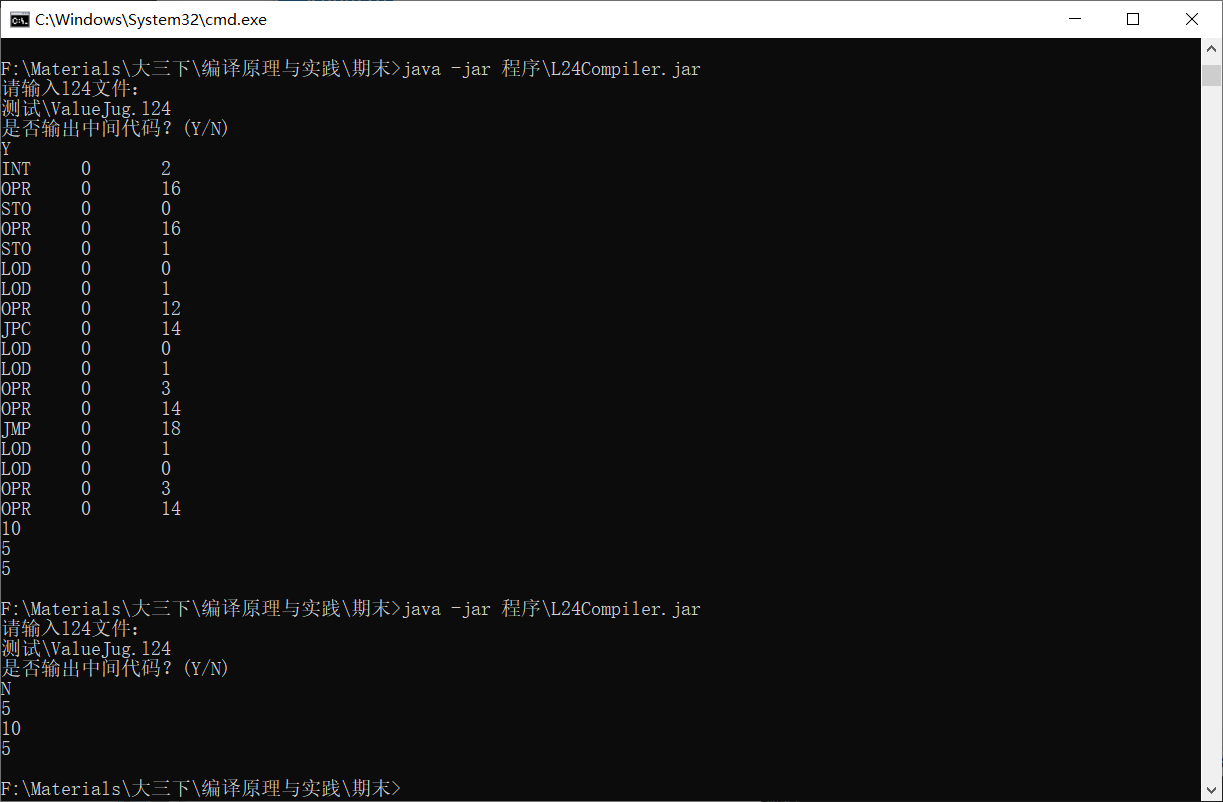 C:\Windows\System32\cmd.exe
F:\Materials\大三下\编译原理与实践\期末>java -jar 程序\L24Compiler.jar
请输入l24文件：
测试\ValueJug.l24
是否输出中间代码？(Y/N)
Y
INT 0 2
OPR 0 16
STO 0 0
OPR 0 16
STO 0 1
LOD 0 0
LOD 0 1
OPR 0 12
JPC 0 14
LOD 0 0
LOD 0 1
OPR 0 3
OPR 0 14
JMP 0 18
LOD 0 1
LOD 0 0
OPR 0 3
OPR 0 14
10
5
5
F:\Materials\大三下\编译原理与实践\期末>java -jar 程序\L24Compiler.jar
请输入l24文件：
测试\ValueJug.l24
是否输出中间代码？(Y/N)
N
5
10
5
F:\Materials\大三下\编译原理与实践\期末>